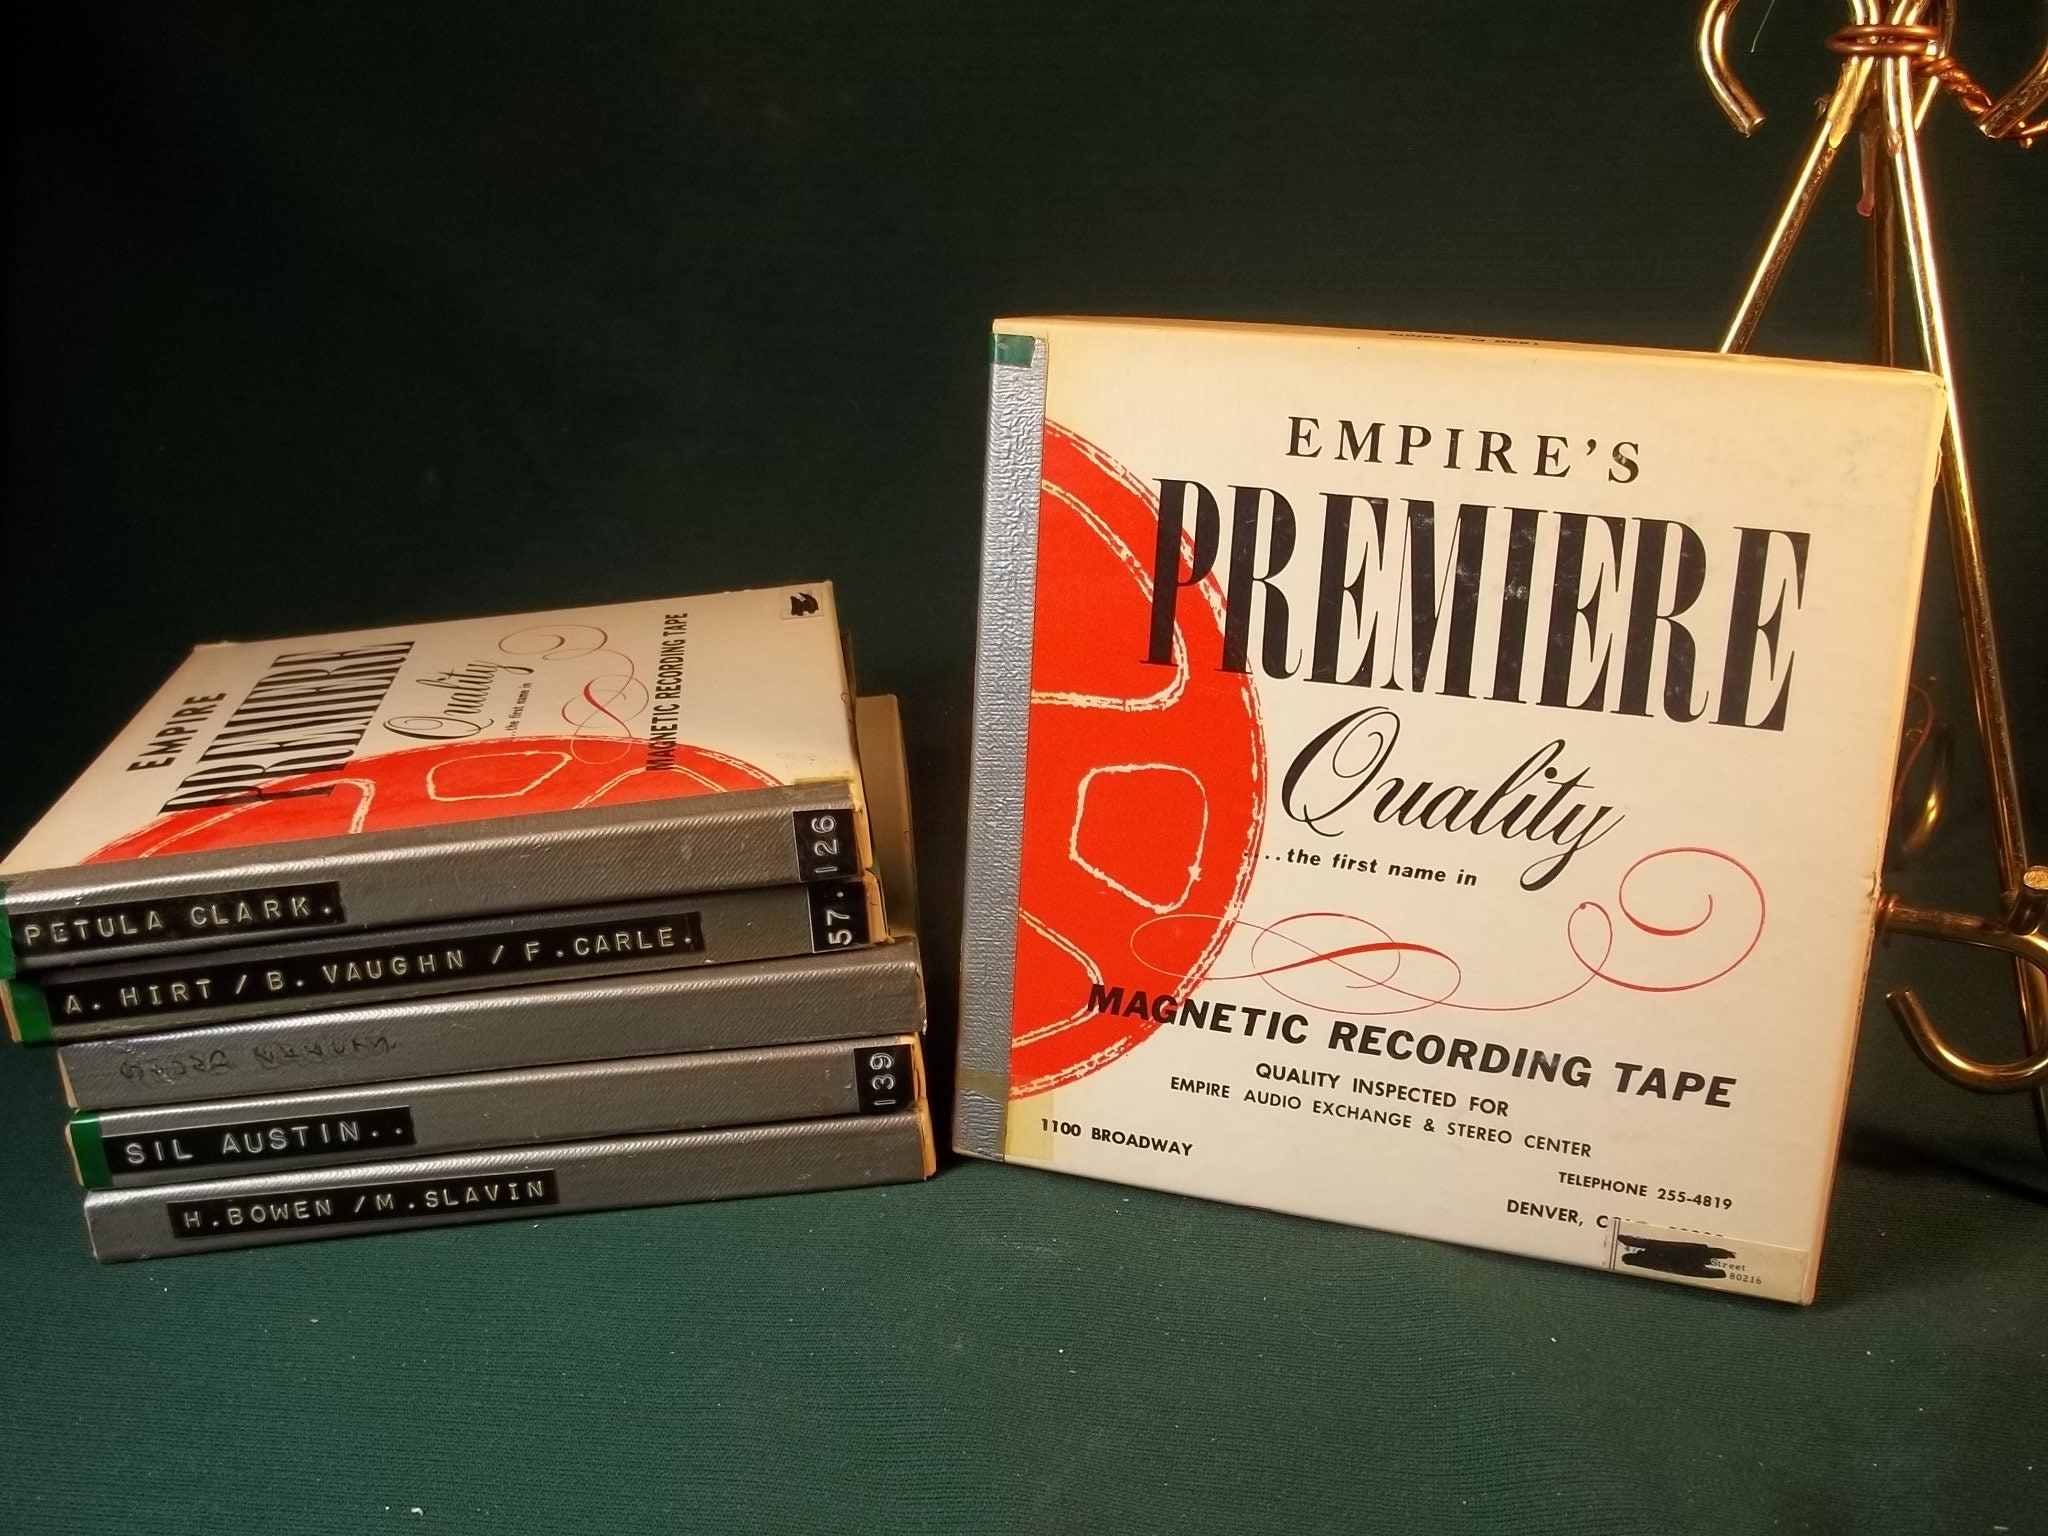 EMPIRE
PREMIERE
Quality
...the first name in
MAGNETIC RECORDING TAPE
126
PETULA CLARK.
57.
A. HIRT / B. VAUGHN / F. CARLE.
139
SIL AUSTIN..
H. BOWEN / M. SLAVIN
EMPIRE'S
PREMIERE
Quality
...the first name in
MAGNETIC RECORDING TAPE
QUALITY INSPECTED FOR
EMPIRE AUDIO EXCHANGE & STEREO CENTER
1100 BROADWAY
TELEPHONE 255-4819
DENVER,
Street
80216